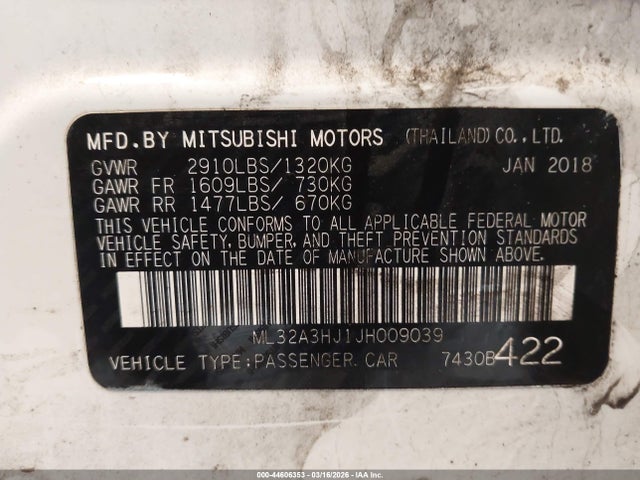 MFD.BY MITSUBISHI MOTORS (THAILAND)CO.,LTD.
GVWR 2910LBS/1320KG JAN 2018
GAWR FR 1609LBS/ 730KG
GAWR RR 1477LBS/ 670KG
THIS VEHICLE CONFORMS TO ALL APPLICABLE FEDERAL MOTOR
VEHICLE SAFETY, BUMPER, AND THEFT PREVENTION STANDARDS
IN EFFECT ON THE DATE OF MANUFACTURE SHOWN ABOVE.
ML32A3HJ1JH009039
VEHICLE TYPE:PASSENGER CAR 7430B422
000-44606353 - 03/16/2026 - IAA Inc (IAA)